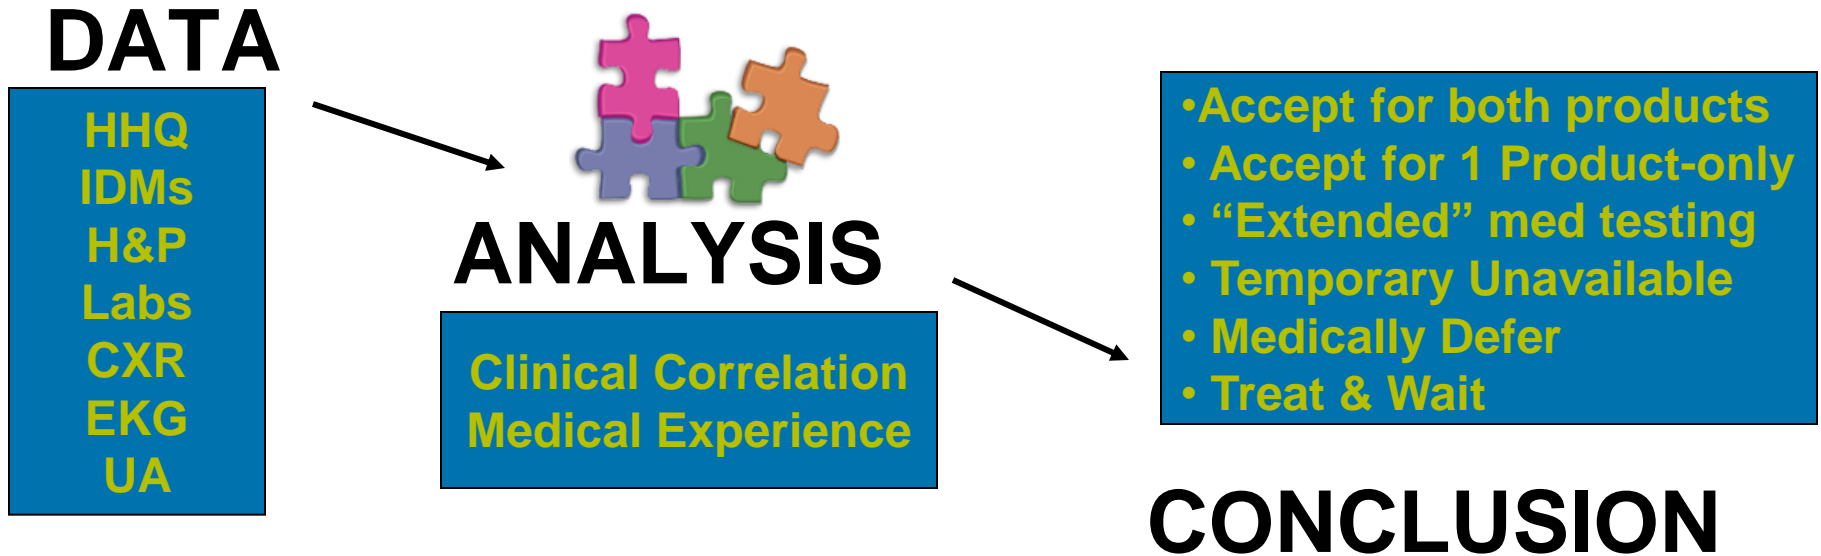 DATA
HHQ
IDMs
H&P
Labs
CXR
EKG
UA
ANALYSIS
Clinical Correlation
Medical Experience
•Accept for both products
• Accept for 1 Product-only
• “Extended” med testing
• Temporary Unavailable
• Medically Defer
• Treat & Wait
CONCLUSION